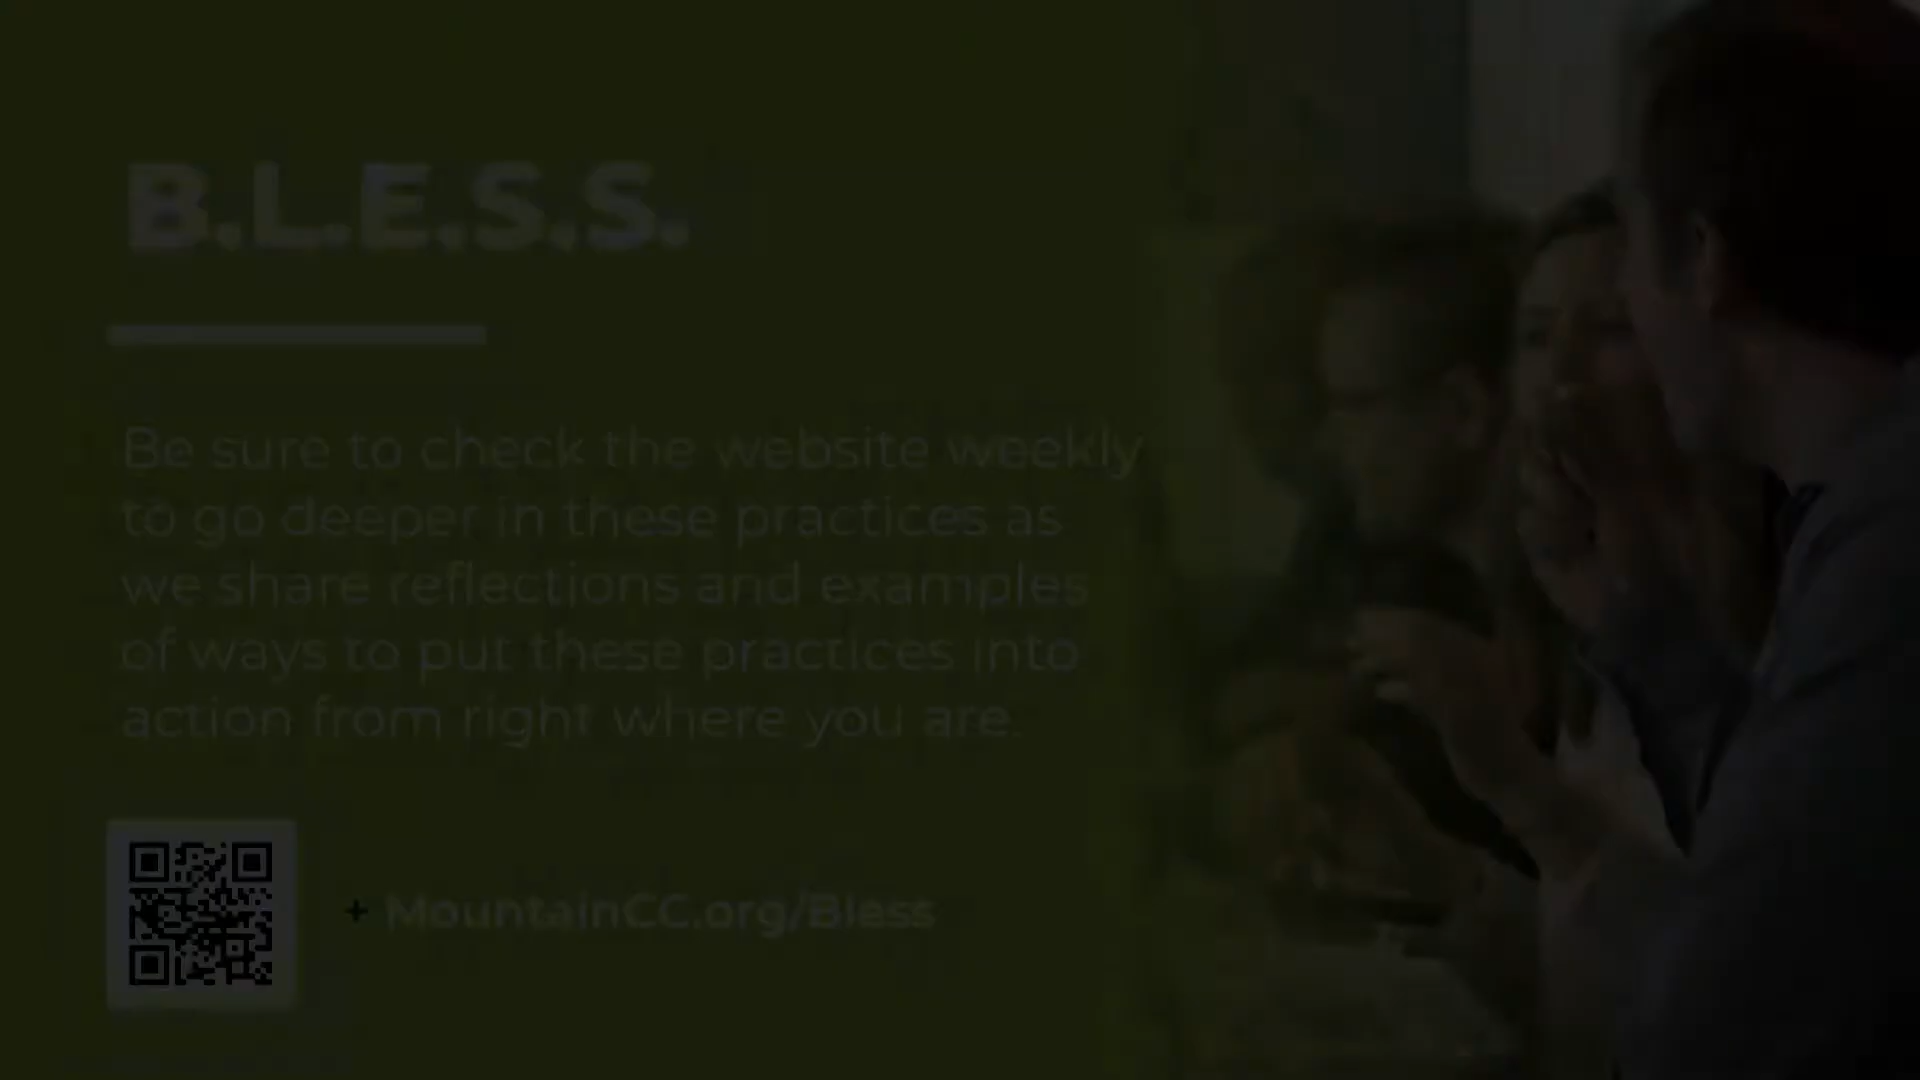 B.L.E.S.S.
Be sure to check the website weekly
to go deeper in these practices as
we share reflections and examples
of ways to put these practices into
action from right where you are.
+ MountainCC.org/Bless